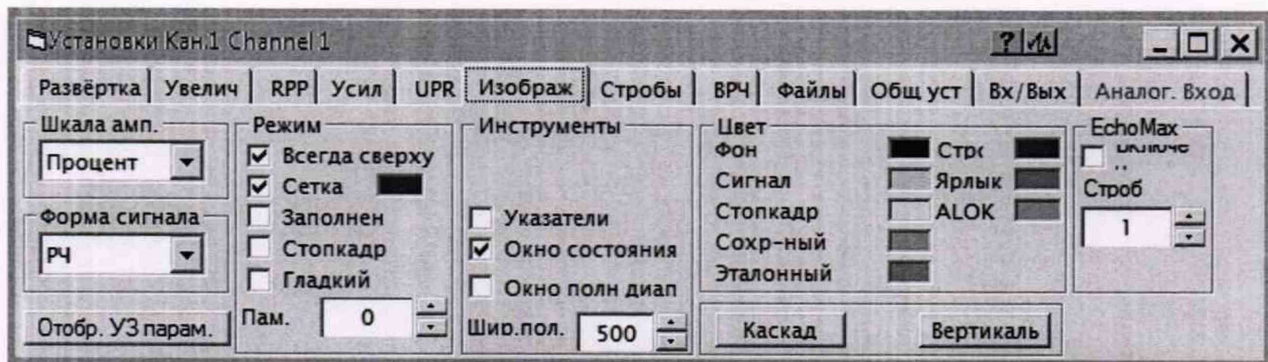 Установки Кан.1 Channel 1
Развёртка Увелич RPP Усил UPR Изображ Стробы ВРЧ Файлы Общ уст Вх/Вых Аналог. Вход
Шкала амп.
Процент
Форма сигнала
РЧ
Отобр. УЗ парам.
Режим
Всегда сверху
Сетка
Заполнен
Стопкадр
Гладкий
Пам. 0
Инструменты
Указатели
Окно состояния
Окно полн диап
Шир.пол. 500
Цвет
Фон
Сигнал
Стопкадр
Сохр-ный
Эталонный
Ярлык
ALOK
Каскад Вертикаль
EchoMax
Строб
1